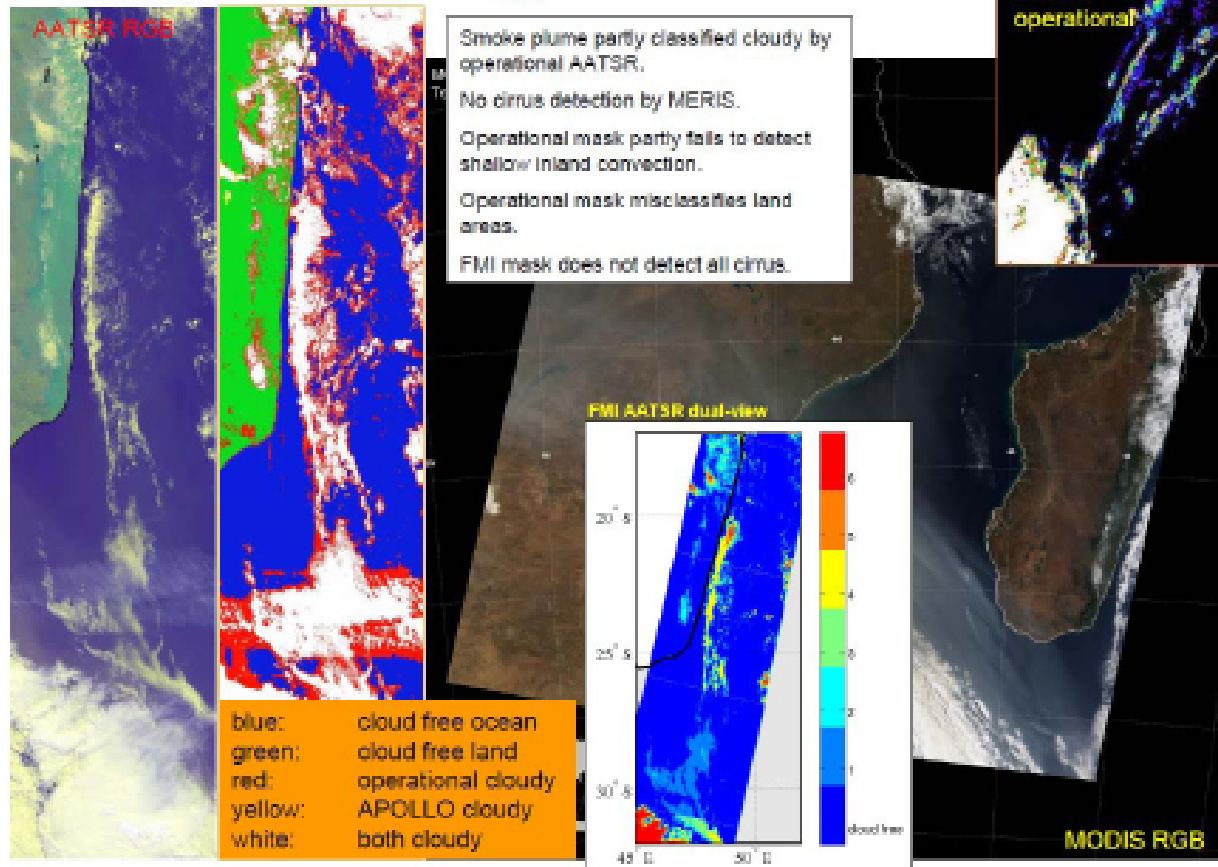 AATSR RGB
Smoke plume partly classified cloudy by
operational AATSR.
No cirrus detection by MERIS.
Operational mask partly fails to detect
shallow inland convection.
Operational mask misclassifies land
areas.
FMI mask does not detect all cirrus.
operational
FMI AATSR dual-view
20° S
25° S
30° S
45° E
50° E
6
5
4
3
2
1
cloud free
blue: cloud free ocean
green: cloud free land
red: operational cloudy
yellow: APOLLO cloudy
white: both cloudy
MODIS RGB